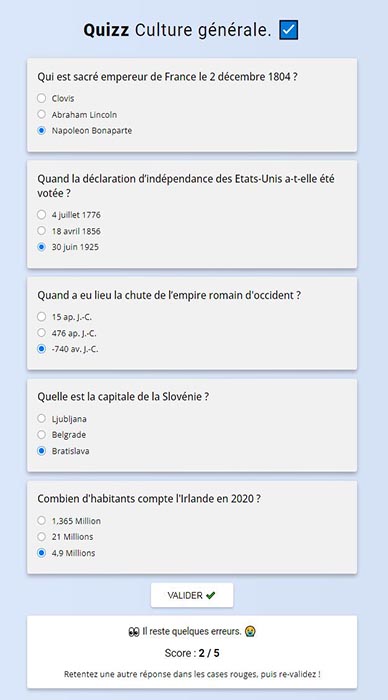 Quizz Culture générale. ✓
Qui est sacré empereur de France le 2 décembre 1804 ?
Clovis
Abraham Lincoln
Napoleon Bonaparte
Quand la déclaration d'indépendance des Etats-Unis a-t-elle été
votée ?
4 juillet 1776
18 avril 1856
30 juin 1925
Quand a eu lieu la chute de l'empire romain d'occident ?
15 ap. J.-C.
476 ap. J.-C.
-740 av. J.-C.
Quelle est la capitale de la Slovénie ?
Ljubljana
Belgrade
Bratislava
Combien d'habitants compte l'Irlande en 2020 ?
1,365 Million
21 Millions
4,9 Millions
VALIDER ✔
👀 Il reste quelques erreurs. 😭
Score : 2 / 5
Retentez une autre réponse dans les cases rouges, puis re-validez !